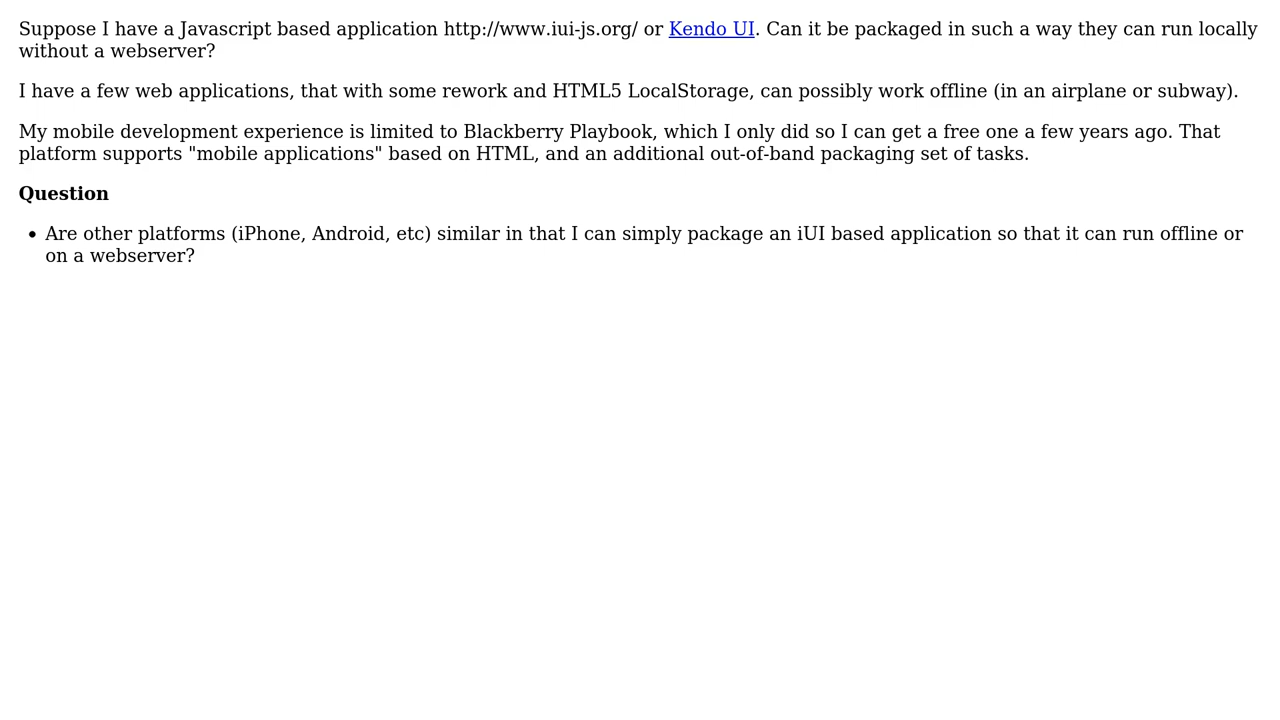 Suppose I have a Javascript based application http://www.iui-js.org/ or Kendo UI. Can it be packaged in such a way they can run locally
without a webserver?
I have a few web applications, that with some rework and HTML5 LocalStorage, can possibly work offline (in an airplane or subway).
My mobile development experience is limited to Blackberry Playbook, which I only did so I can get a free one a few years ago. That
platform supports "mobile applications" based on HTML, and an additional out-of-band packaging set of tasks.
Question
• Are other platforms (iPhone, Android, etc) similar in that I can simply package an iUI based application so that it can run offline or
on a webserver?